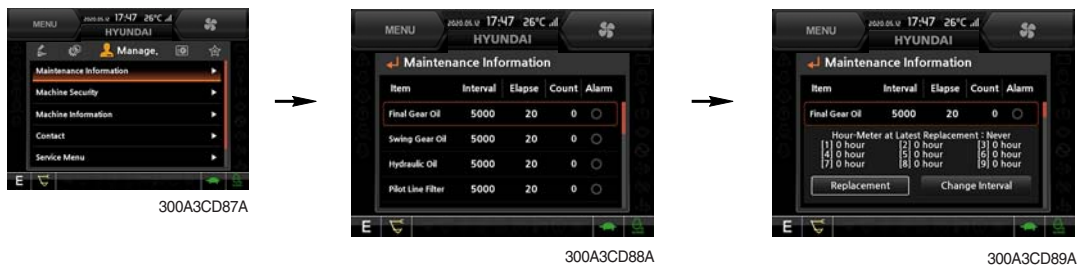 MENU
17:47 26°C
HYUNDAI
Manage.
Maintenance Information
Machine Security
Machine Information
Contact
Service Menu
E
300A3CD87A
MENU
17:47 26°C
HYUNDAI
Maintenance Information
Item Interval Elapse Count Alarm
Final Gear Oil 5000 20 0
Swing Gear Oil 5000 20 0
Hydraulic Oil 5000 20 0
Pilot Line Filter 5000 20 0
E
300A3CD88A
MENU
17:47 26°C
HYUNDAI
Maintenance Information
Item Interval Elapse Count Alarm
Final Gear Oil 5000 20 0
Hour-Meter at Latest Replacement : Never
[1] 0 hour [2] 0 hour [3] 0 hour
[4] 0 hour [5] 0 hour [6] 0 hour
[7] 0 hour [8] 0 hour [9] 0 hour
Replacement Change Interval
E
300A3CD89A